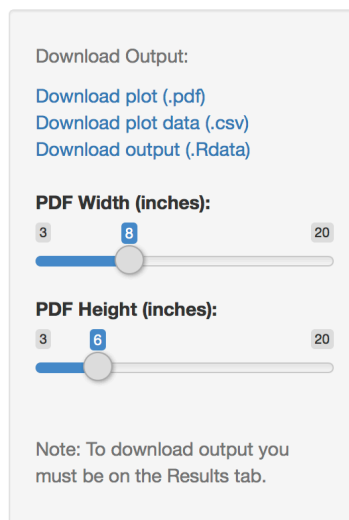 Download Output:
Download plot (.pdf)
Download plot data (.csv)
Download output (.Rdata)
PDF Width (inches):
3 8 20
PDF Height (inches):
3 6 20
Note: To download output you
must be on the Results tab.